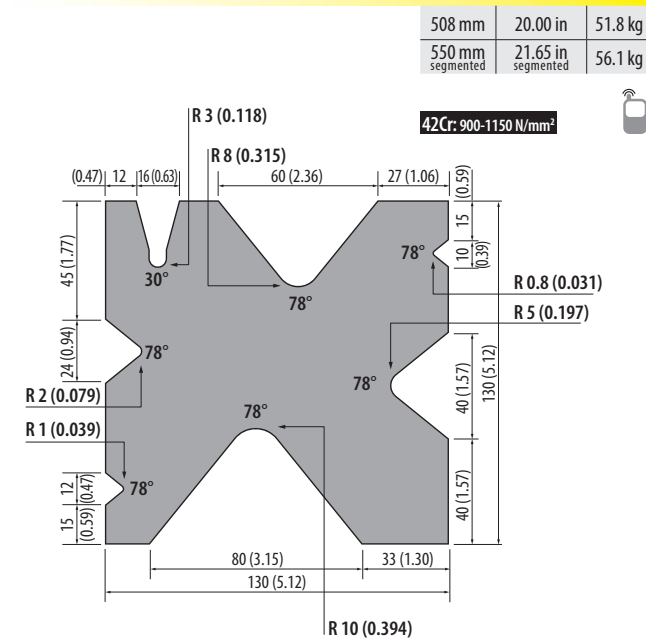 508 mm 20.00 in 51.8 kg
550 mm 21.65 in 56.1 kg
segmented segmented
42Cr: 900-1150 N/mm²
R 3 (0.118)
R 8 (0.315)
(0.47) 12 16 (0.63) 60 (2.36) 27 (1.06)
15 (0.59)
10 (0.39)
45 (1.77)
30°
78°
78°
R 0.8 (0.031)
R 5 (0.197)
24 (0.94)
78°
78°
40 (1.57)
130 (5.12)
R 2 (0.079)
78°
R 1 (0.039)
78°
12 (0.47)
15 (0.59)
40 (1.57)
80 (3.15) 33 (1.30)
130 (5.12)
R 10 (0.394)